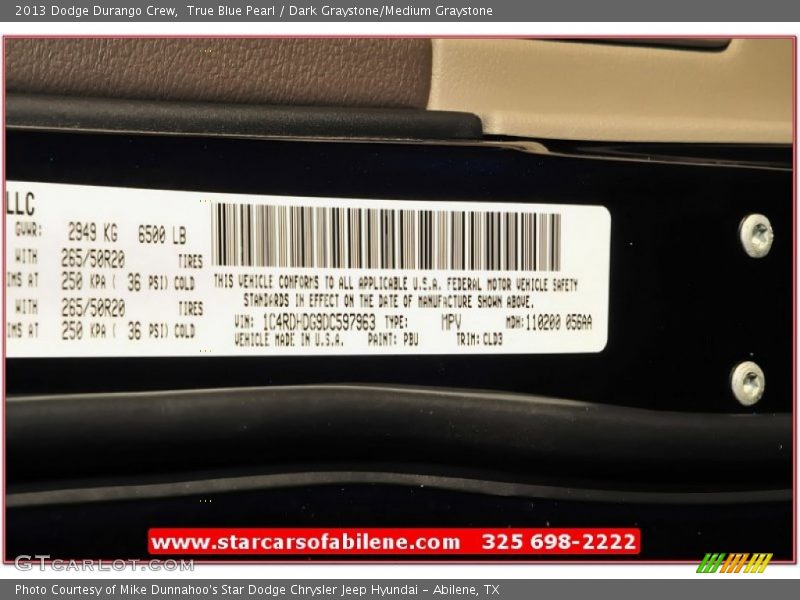 2013 Dodge Durango Crew,  True Blue Pearl / Dark Graystone/Medium Graystone
LLC
GVWR: 2949 KG 6500 LB
WITH 265/50R20 TIRES
IMS AT 250 KPA ( 36 PSI) COLD
WITH 265/50R20 TIRES
IMS AT 250 KPA ( 36 PSI) COLD
THIS VEHICLE CONFORMS TO ALL APPLICABLE U.S.A. FEDERAL MOTOR VEHICLE SAFETY
STANDARDS IN EFFECT ON THE DATE OF MANUFACTURE SHOWN ABOVE.
VIN: 1C4RDHDG9DC597963 TYPE: MPV MDH: 110200 056AA
VEHICLE MADE IN U.S.A. PAINT: PBU TRIM: CLD3
www.starcarsofabilene.com 325 698-2222
GTcarlot.com
Photo Courtesy of Mike Dunnahoo's Star Dodge Chrysler Jeep Hyundai - Abilene, TX